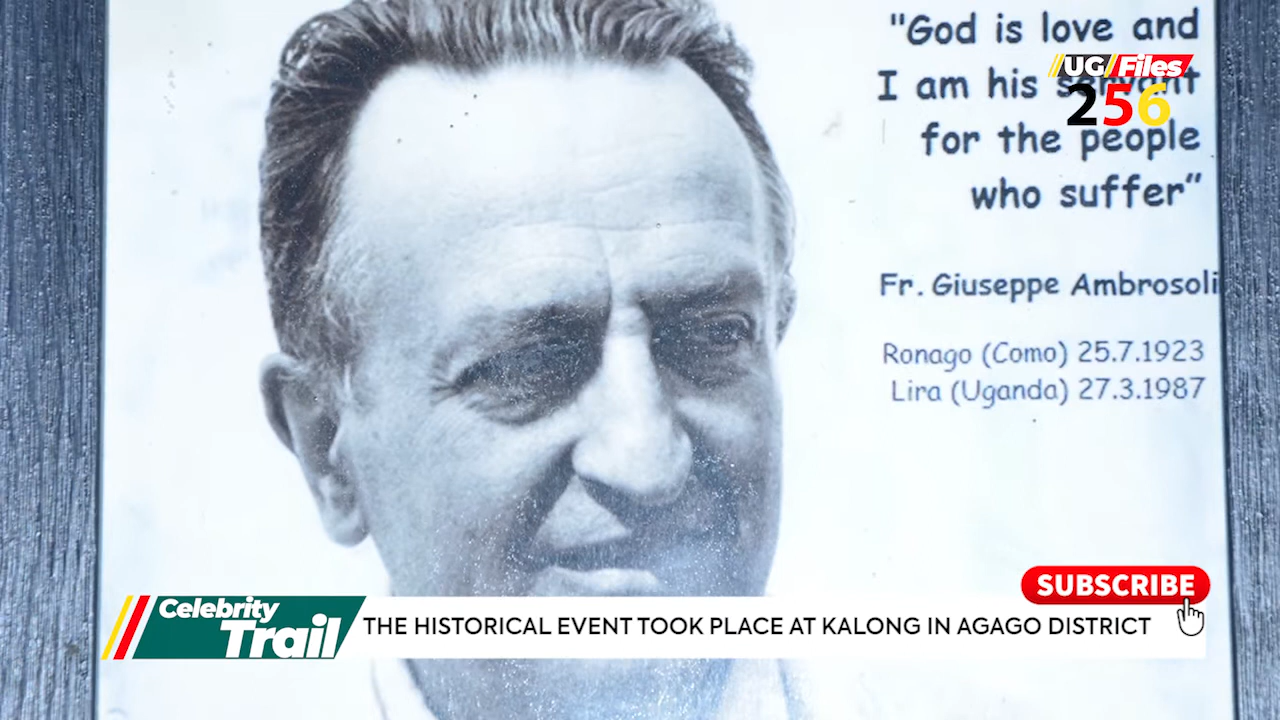 "God is love and
I am his servant
for the people
who suffer"
UG Files
256
Fr. Giuseppe Ambrosoli
Ronago (Como) 25.7.1923
Lira (Uganda) 27.3.1987
SUBSCRIBE
Celebrity
Trail
THE HISTORICAL EVENT TOOK PLACE AT KALONG IN AGAGO DISTRICT